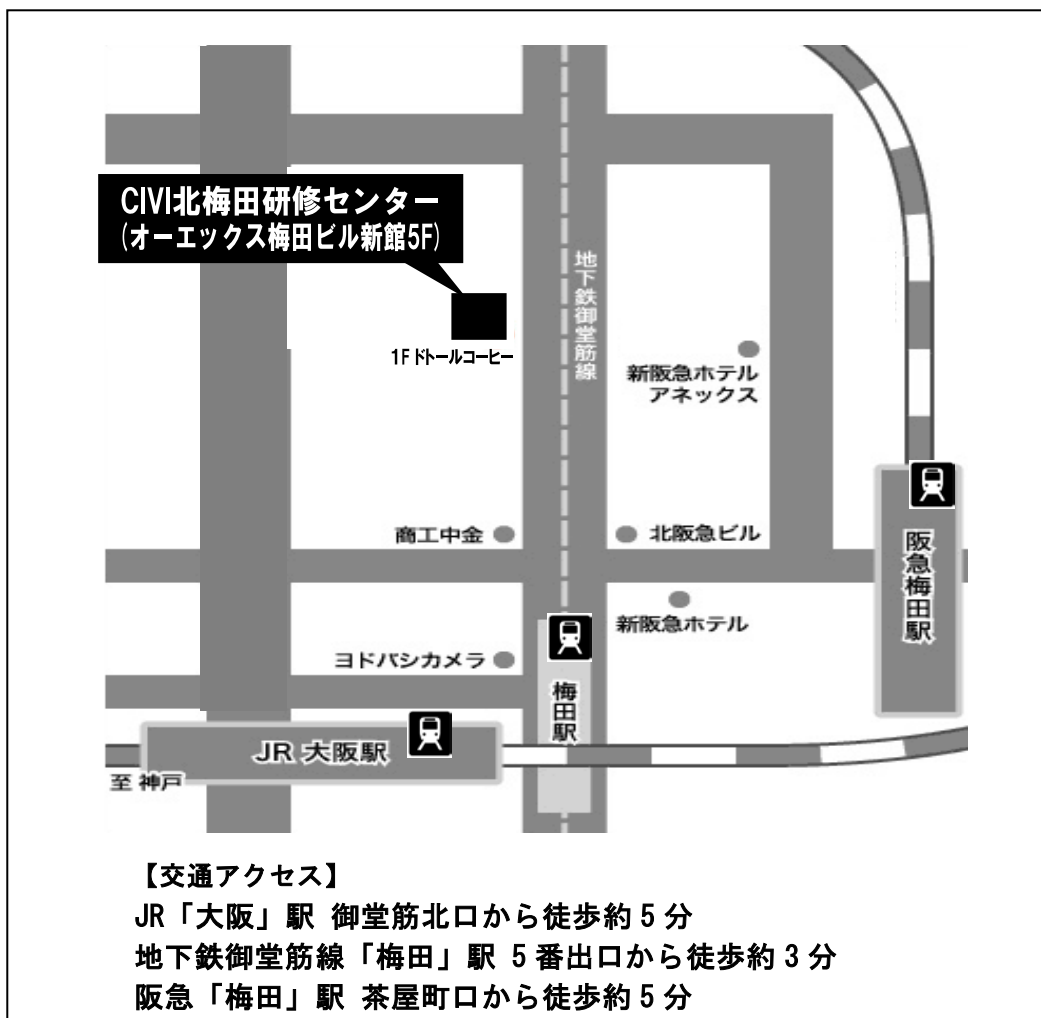 CIVI北梅田研修センター
(オーエックス梅田ビル新館5F)
地下鉄御堂筋線
1F ドトールコーヒー
新阪急ホテル
アネックス
商工中金
北阪急ビル
阪急梅田駅
新阪急ホテル
ヨドバシカメラ
梅田駅
JR 大阪駅
至 神戸
【交通アクセス】
JR「大阪」駅 御堂筋北口から徒歩約5分
地下鉄御堂筋線「梅田」駅 5番出口から徒歩約3分
阪急「梅田」駅 茶屋町口から徒歩約5分